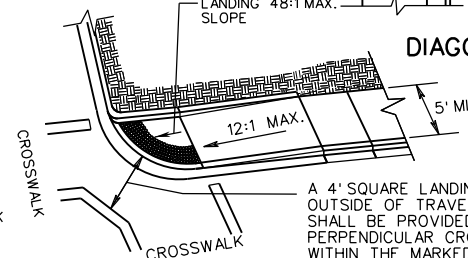 LANDING 48:1 MAX.
SLOPE
DIAGO
5' MI
12:1 MAX.
CROSSWALK
A 4' SQUARE LANDIN
OUTSIDE OF TRAVE
SHALL BE PROVIDED
PERPENDICULAR CRO
WITHIN THE MARKED
CROSSWALK